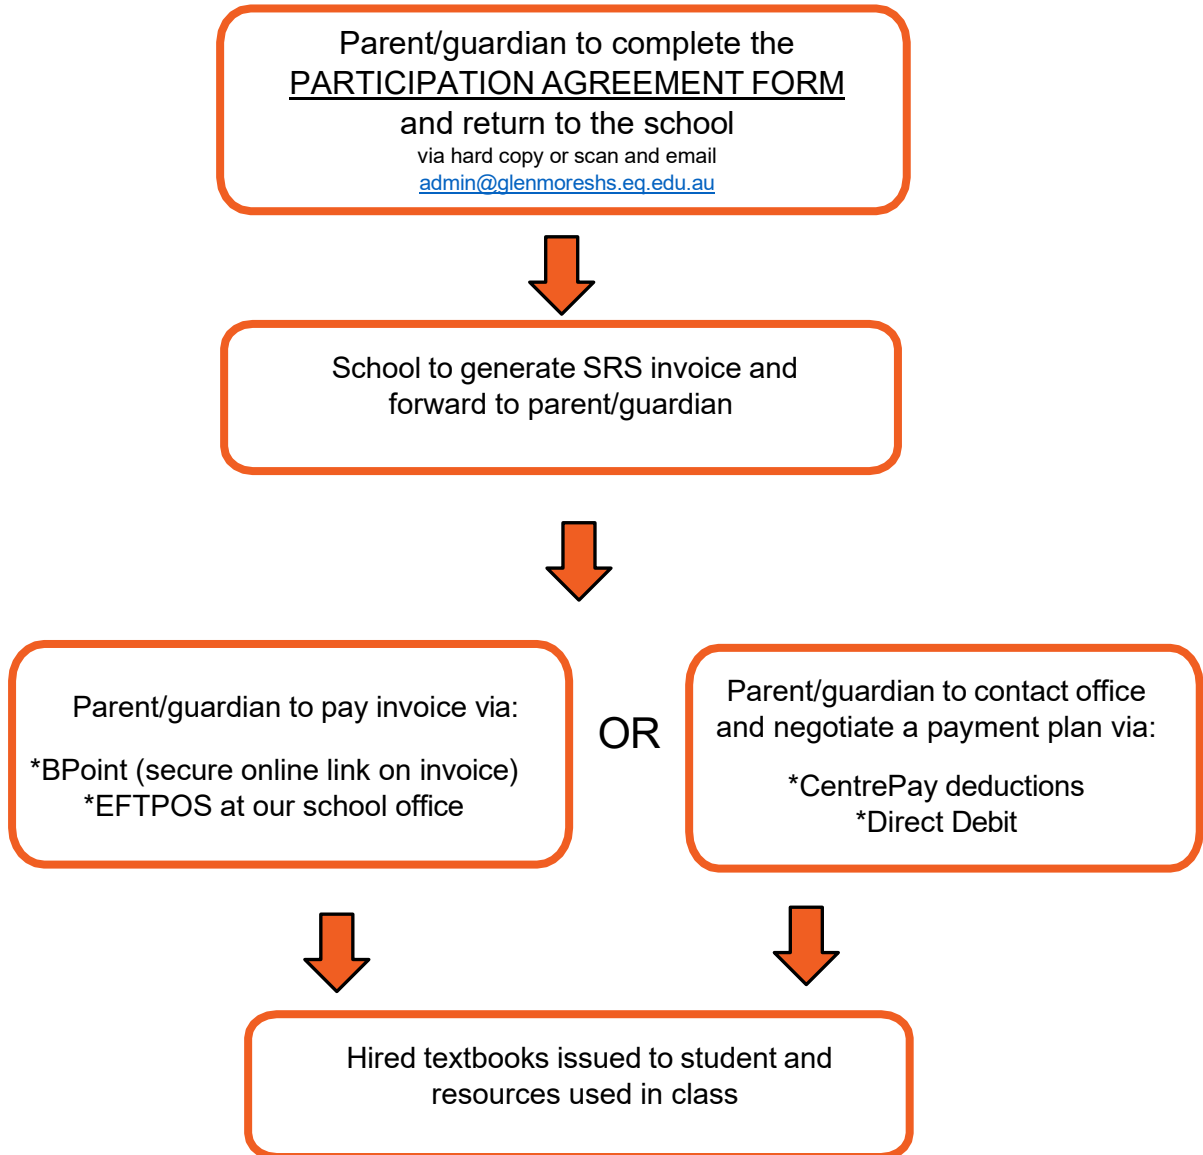 Parent/guardian to complete the
PARTICIPATION AGREEMENT FORM
and return to the school
via hard copy or scan and email
admin@glenmoreshs.eq.edu.au
School to generate SRS invoice and
forward to parent/guardian
Parent/guardian to pay invoice via:
*BPoint (secure online link on invoice)
*EFTPOS at our school office
OR
Parent/guardian to contact office
and negotiate a payment plan via:
*CentrePay deductions
*Direct Debit
Hired textbooks issued to student and
resources used in class